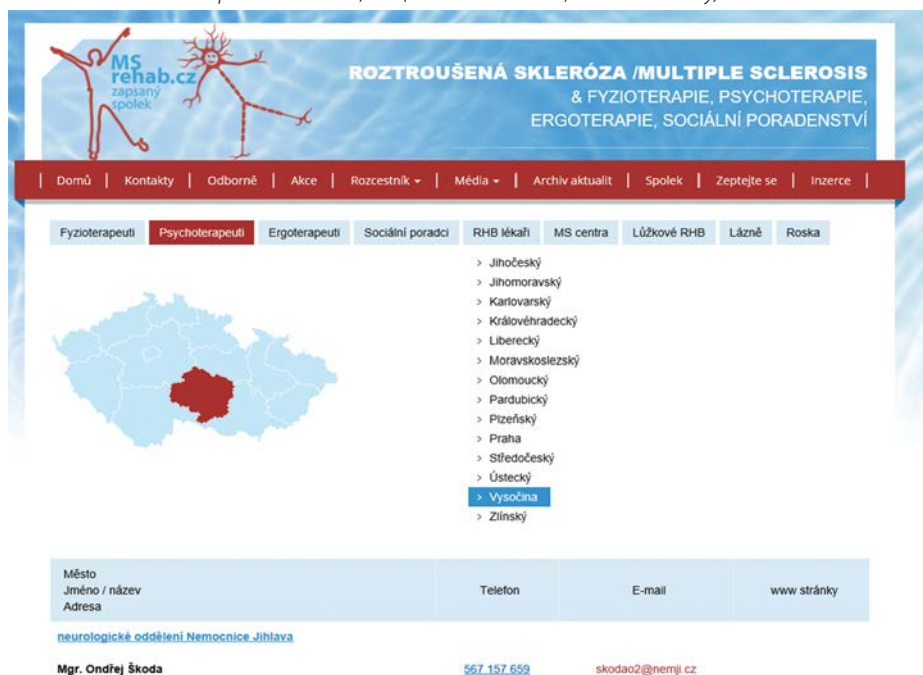 MS
rehab.cz
zapsaný
spolek
ROZTROUŠENÁ SKLERÓZA /MULTIPLE SCLEROSIS
& FYZIOTERAPIE, PSYCHOTERAPIE,
ERGOTERAPIE, SOCIÁLNÍ PORADENSTVÍ
| Domů | Kontakty | Odborně | Akce | Rozcestník | Média | Archiv aktualit | Spolek | Zeptejte se | Inzerce |
Fyzioterapeuti Psychoterapeuti Ergoterapeuti Sociální poradci RHB lékaři MS centra Lůžkové RHB Lázně Roska
> Jihočeský
> Jihomoravský
> Karlovarský
> Královéhradecký
> Liberecký
> Moravskoslezský
> Olomoucký
> Pardubický
> Plzeňský
> Praha
> Středočeský
> Ústecký
> Vysočina
> Zlínský
Město
Jméno / název
Adresa
Telefon E-mail www stránky
neurologické oddělení Nemocnice Jihlava
Mgr. Ondřej Škoda 567 157 659 skodao2@nemji.cz